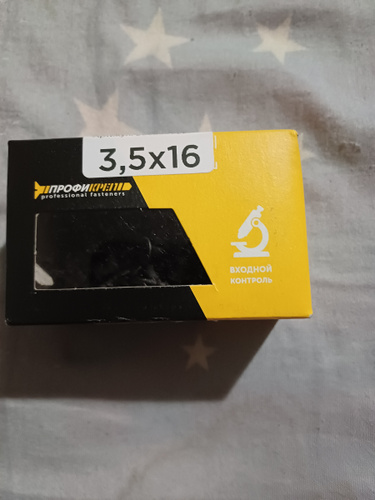 3,5x16
ПРОФИКРЕП
professional fasteners
ВХОДНОЙ
КОНТРОЛЬ